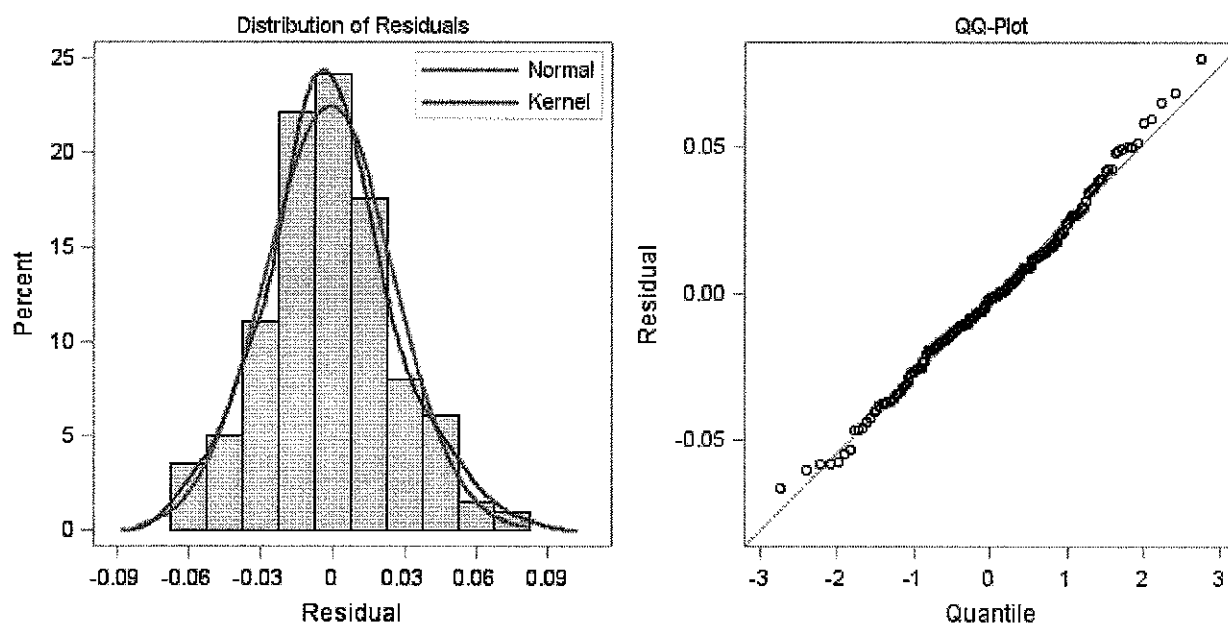 Distribution of Residuals
25
20
15
10
5
0
Percent
Normal
Kernel
-0.09 -0.06 -0.03 0 0.03 0.06 0.09
Residual
QQ-Plot
0.05
0.00
-0.05
Residual
-3 -2 -1 0 1 2 3
Quantile